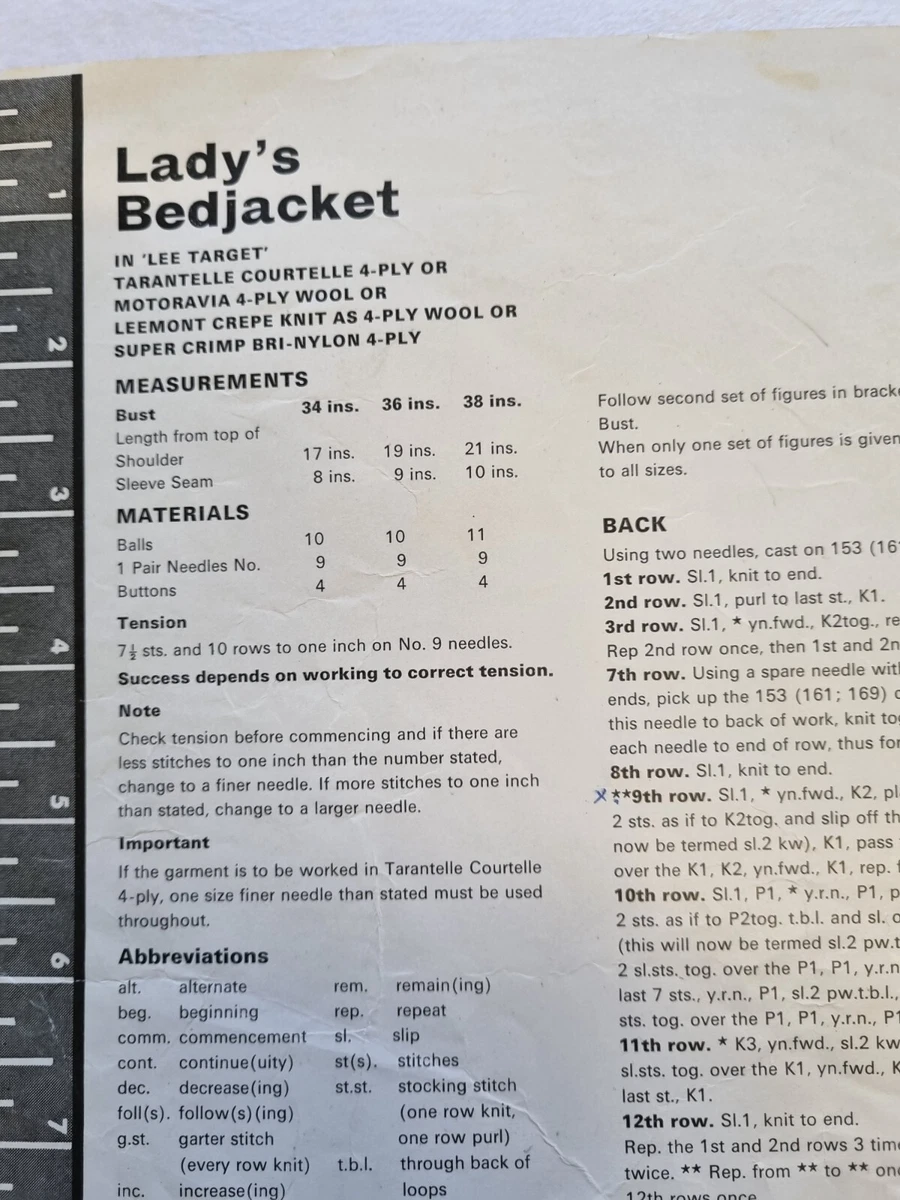 Lady's
Bedjacket
IN 'LEE TARGET'
TARANTELLE COURTELLE 4-PLY OR
MOTORAVIA 4-PLY WOOL OR
LEEMONT CREPE KNIT AS 4-PLY WOOL OR
SUPER CRIMP BRI-NYLON 4-PLY
MEASUREMENTS
Bust 34 ins. 36 ins. 38 ins.
Length from top of
Shoulder 17 ins. 19 ins. 21 ins.
Sleeve Seam 8 ins. 9 ins. 10 ins.
MATERIALS
Balls 10 10 11
1 Pair Needles No. 9 9 9
Buttons 4 4 4
Tension
7½ sts. and 10 rows to one inch on No. 9 needles.
Success depends on working to correct tension.
Note
Check tension before commencing and if there are
less stitches to one inch than the number stated,
change to a finer needle. If more stitches to one inch
than stated, change to a larger needle.
Important
If the garment is to be worked in Tarantelle Courtelle
4-ply, one size finer needle than stated must be used
throughout.
Abbreviations
alt. alternate rem. remain(ing)
beg. beginning rep. repeat
comm. commencement sl. slip
cont. continue(uity) st(s). stitches
dec. decrease(ing) st.st. stocking stitch
foll(s). follow(s)(ing) (one row knit,
g.st. garter stitch one row purl)
(every row knit) t.b.l. through back of
inc. increase(ing) loops
Follow second set of figures in
Bust.
When only one set of figures is given
to all sizes.
BACK
Using two needles, cast on 153 (16
1st row. Sl.1, knit to end.
2nd row. Sl.1, purl to last st., K1.
3rd row. Sl.1, * yn.fwd., K2tog., re
Rep 2nd row once, then 1st and 2n
7th row. Using a spare needle wit
ends, pick up the 153 (161; 169) c
this needle to back of work, knit to
each needle to end of row, thus for
8th row. Sl.1, knit to end.
x **9th row. Sl.1, * yn.fwd., K2, pl
2 sts. as if to K2tog. and slip off th
now be termed sl.2 kw), K1, pass
over the K1, K2, yn.fwd., K1, rep. f
10th row. Sl.1, P1, * y.r.n., P1, p
2 sts. as if to P2tog. t.b.l. and sl. o
(this will now be termed sl.2 pw.t
2 sl.sts. tog. over the P1, P1, y.r.n
last 7 sts., y.r.n., P1, sl.2 pw.t.b.l.,
sts. tog. over the P1, P1, y.r.n., P1
11th row. * K3, yn.fwd., sl.2 kw
sl.sts. tog. over the K1, yn.fwd., K
last st., K1.
12th row. Sl.1, knit to end.
Rep. the 1st and 2nd rows 3 time
twice. ** Rep. from ** to ** on
12th rows once
1
2
3
4
5
6
7